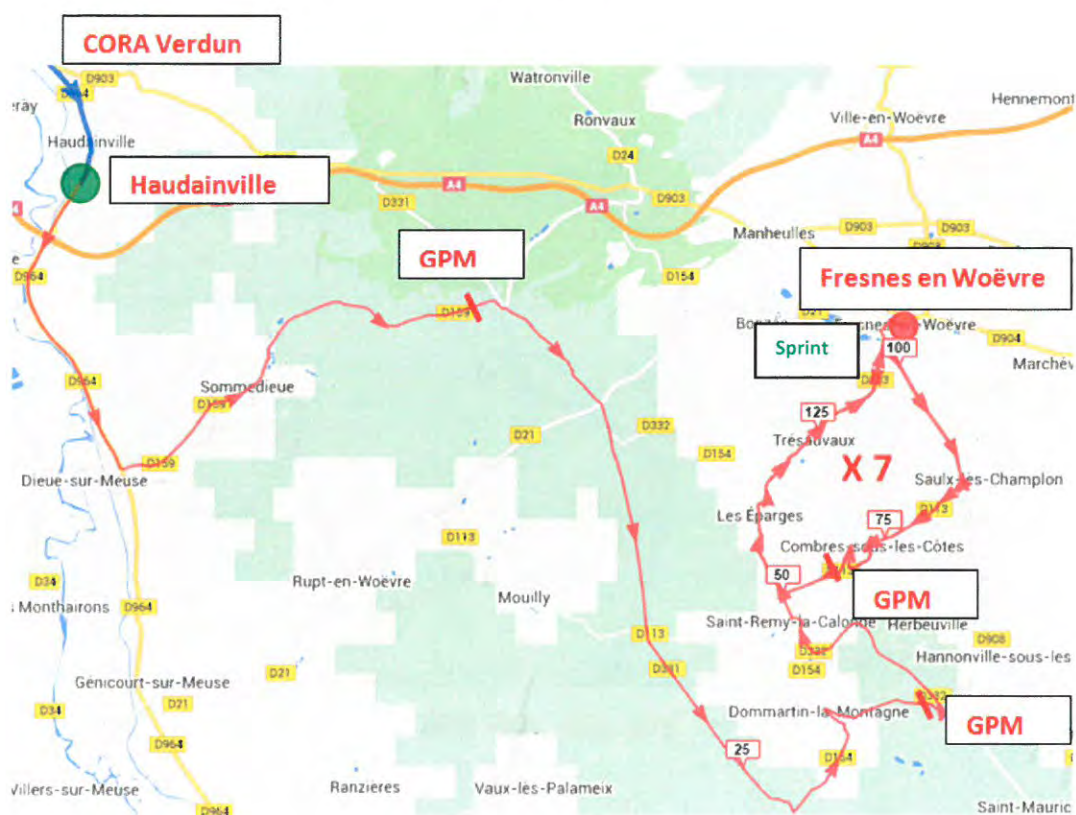 CORA Verdun
D903
Watronville
Hennemont
Ronvaux
Ville-en-Woëvre
Haudainville
D24
A4
Haudainville
A4
D903
D331
A4
Manheulles
D903
D903
GPM
D964
D154
Fresnes en Woëvre
D159
D21
Sprint
100
D904
Marchév
D964
Sommedieue
D159
125
D332
D21
Trésauvaux
D154
X 7
Saulx-lès-Champlon
D159
Dieue-sur-Meuse
D113
Les Éparges
75
D113
Combres-sous-les-Côtes
D34
Rupt-en-Woëvre
50
GPM
Mouilly
s Monthairons
D964
Saint-Remy-la-Calonne
Herbeuville
D113
D908
D331
D154
Hannonville-sous-les
D21
Génicourt-sur-Meuse
D21
D34
Dommartin-la-Montagne
GPM
D964
25
D154
Villers-sur-Meuse
Ranzières
Vaux-lès-Palameix
D964
Saint-Mauric